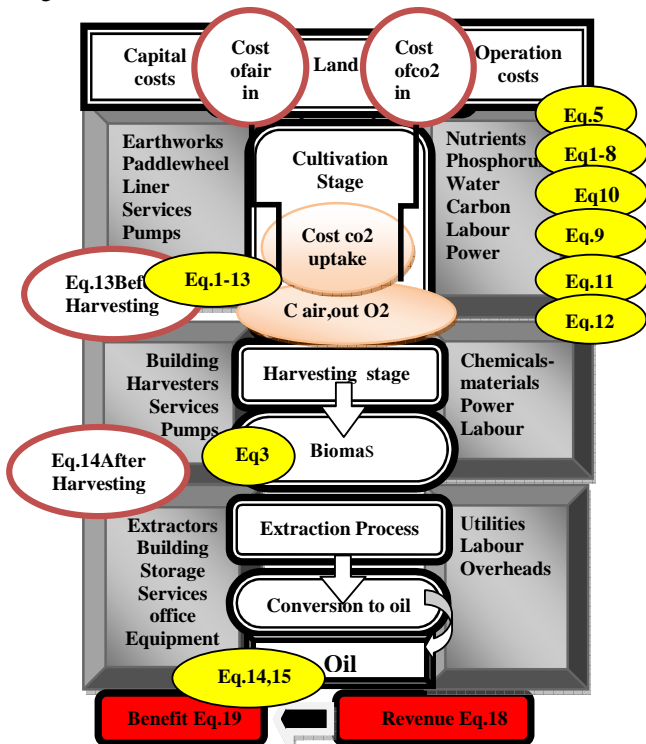 Capital
costs
Cost
ofair
in
Land
Cost
ofco2
in
Operation
costs
Earthworks
Paddlewheel
Liner
Services
Pumps
Cultivation
Stage
Cost co2
uptake
C air,out O2
Nutrients
Phosphoru
Water
Carbon
Labour
Power
Eq.5
Eq1-8
Eq10
Eq.9
Eq.11
Eq.12
Eq.13Bef
Harvesting
Eq.1-13
Building
Harvesters
Services
Pumps
Harvesting stage
Chemicals-
materials
Power
Labour
Eq.14After
Harvesting
Eq3
Biomas
Extractors
Building
Storage
Services
office
Equipment
Extraction Process
Conversion to oil
Oil
Utilities
Labour
Overheads
Eq.14,15
Benefit Eq.19
Revenue Eq.18